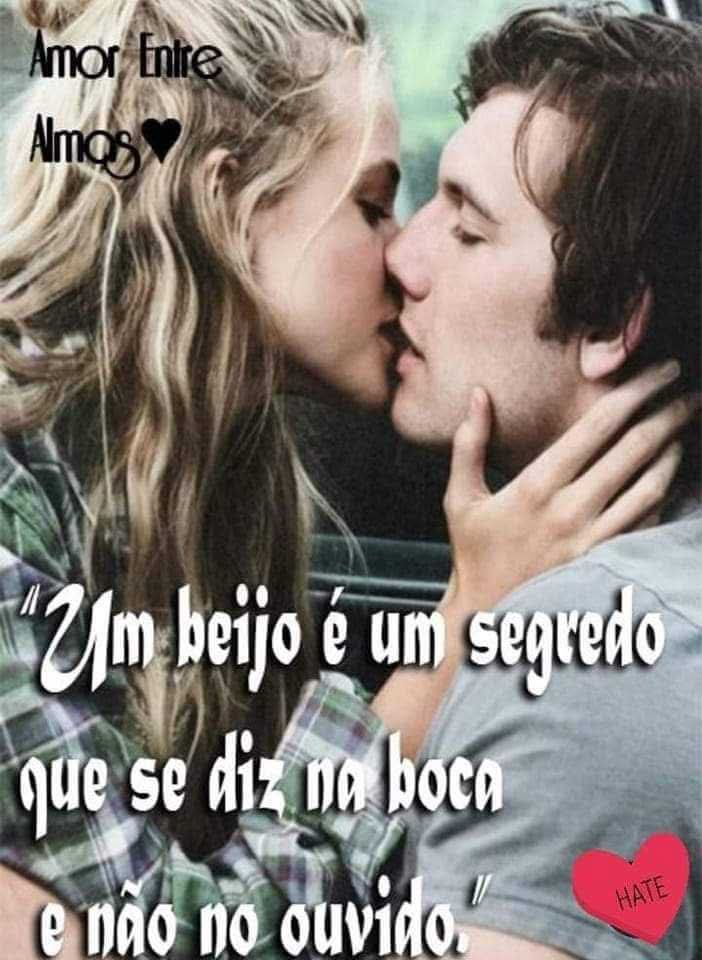 Amor Entre
Almas♥
"Um beijo é um segredo
que se diz na boca
e não no ouvido."
HATE